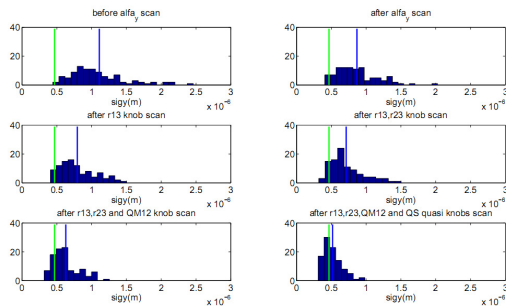 before alfa_y scan
after alfa_y scan
40
20
0
0 0.5 1 1.5 2 2.5 3
sigy(m)
x 10^-6
40
20
0
0 0.5 1 1.5 2 2.5 3
sigy(m)
x 10^-6
after r13 knob scan
after r13,r23 knob scan
40
20
0
0 0.5 1 1.5 2 2.5 3
sigy(m)
x 10^-6
40
20
0
0 0.5 1 1.5 2 2.5 3
sigy(m)
x 10^-6
after r13,r23 and QM12 knob scan
after r13,r23,QM12 and QS quasi knobs scan
40
20
0
0 0.5 1 1.5 2 2.5 3
sigy(m)
x 10^-6
40
20
0
0 0.5 1 1.5 2 2.5 3
sigy(m)
x 10^-6